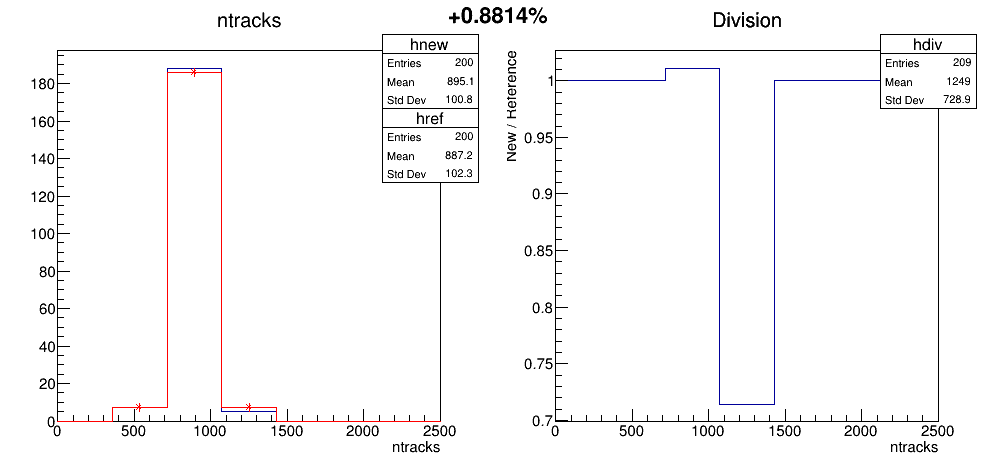 +0.8814%
ntracks
hnew
Entries 200
Mean 895.1
Std Dev 100.8
href
Entries 200
Mean 887.2
Std Dev 102.3
180
160
140
120
100
80
60
40
20
0
0 500 1000 1500 2000 2500
ntracks
Division
hdiv
Entries 209
Mean 1249
Std Dev 728.9
New / Reference
1
0.95
0.9
0.85
0.8
0.75
0.7
0 500 1000 1500 2000 2500
ntracks